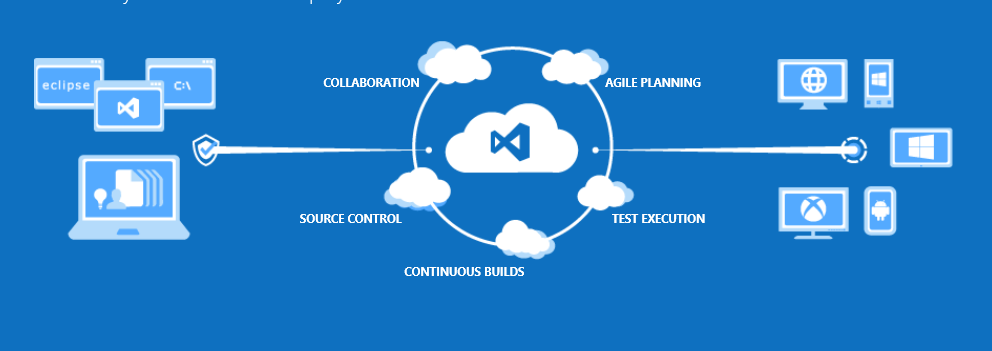 eclipse
C:\
COLLABORATION
AGILE PLANNING
SOURCE CONTROL
TEST EXECUTION
CONTINUOUS BUILDS